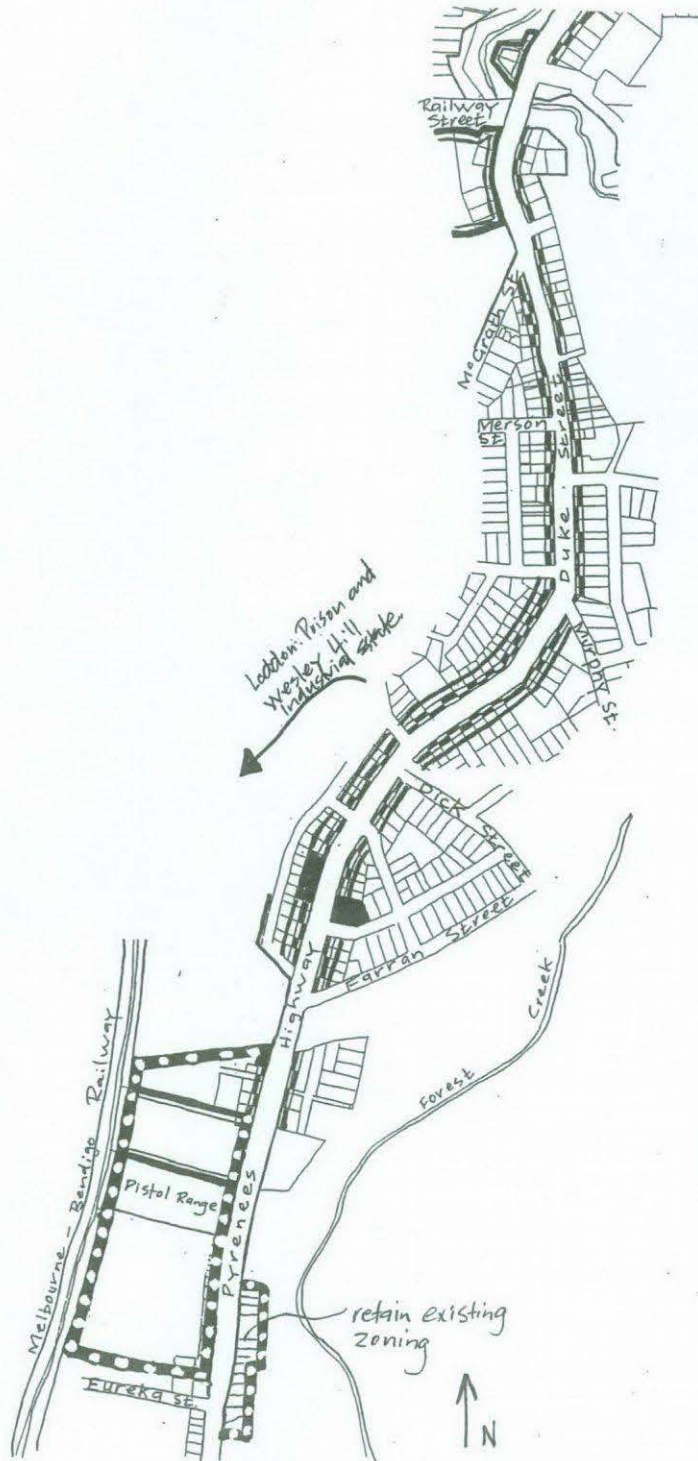 Railway
Street
McGrath St
Merson
St
Duke Street
Murphy St.
Loddon Prison and
Wesley Hill
Industrial Estate
Dick Street
Farran Street
Highway
Forest Creek
Melbourne - Bendigo Railway
Pistol Range
Pyrenees
retain existing
zoning
Eureka St.
N